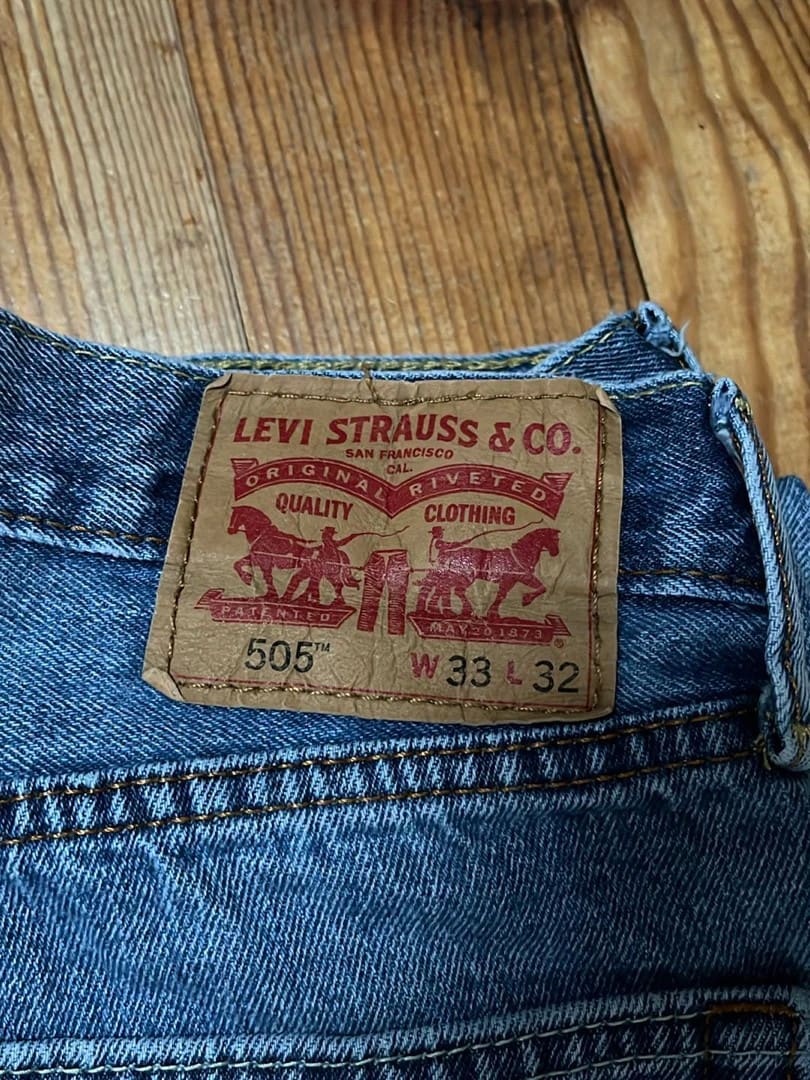 LEVI STRAUSS & CO.
SAN FRANCISCO
CAL.
ORIGINAL RIVETED
QUALITY CLOTHING
PATENTED MAY 20 1873
®
505™ W 33 L 32